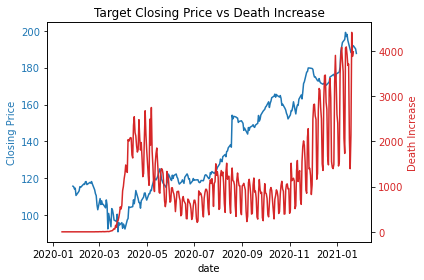 Target Closing Price vs Death Increase
200
180
160
140
120
100
Closing Price
4000
3000
2000
1000
0
Death Increase
2020-01 2020-03 2020-05 2020-07 2020-09 2020-11 2021-01
date